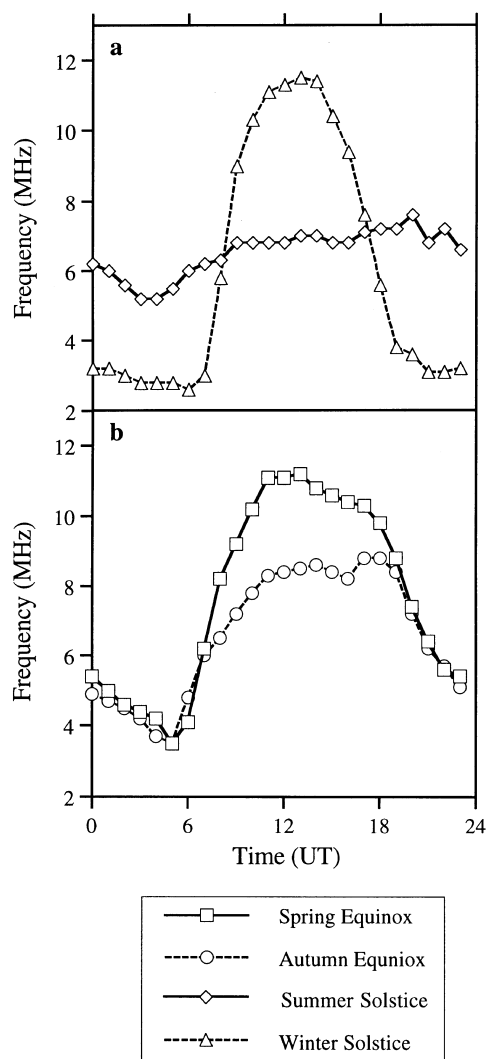 a
12
10
8
6
4
2
Frequency (MHz)
b
12
10
8
6
4
2
Frequency (MHz)
0 6 12 18 24
Time (UT)
Spring Equinox
Autumn Equniox
Summer Solstice
Winter Solstice